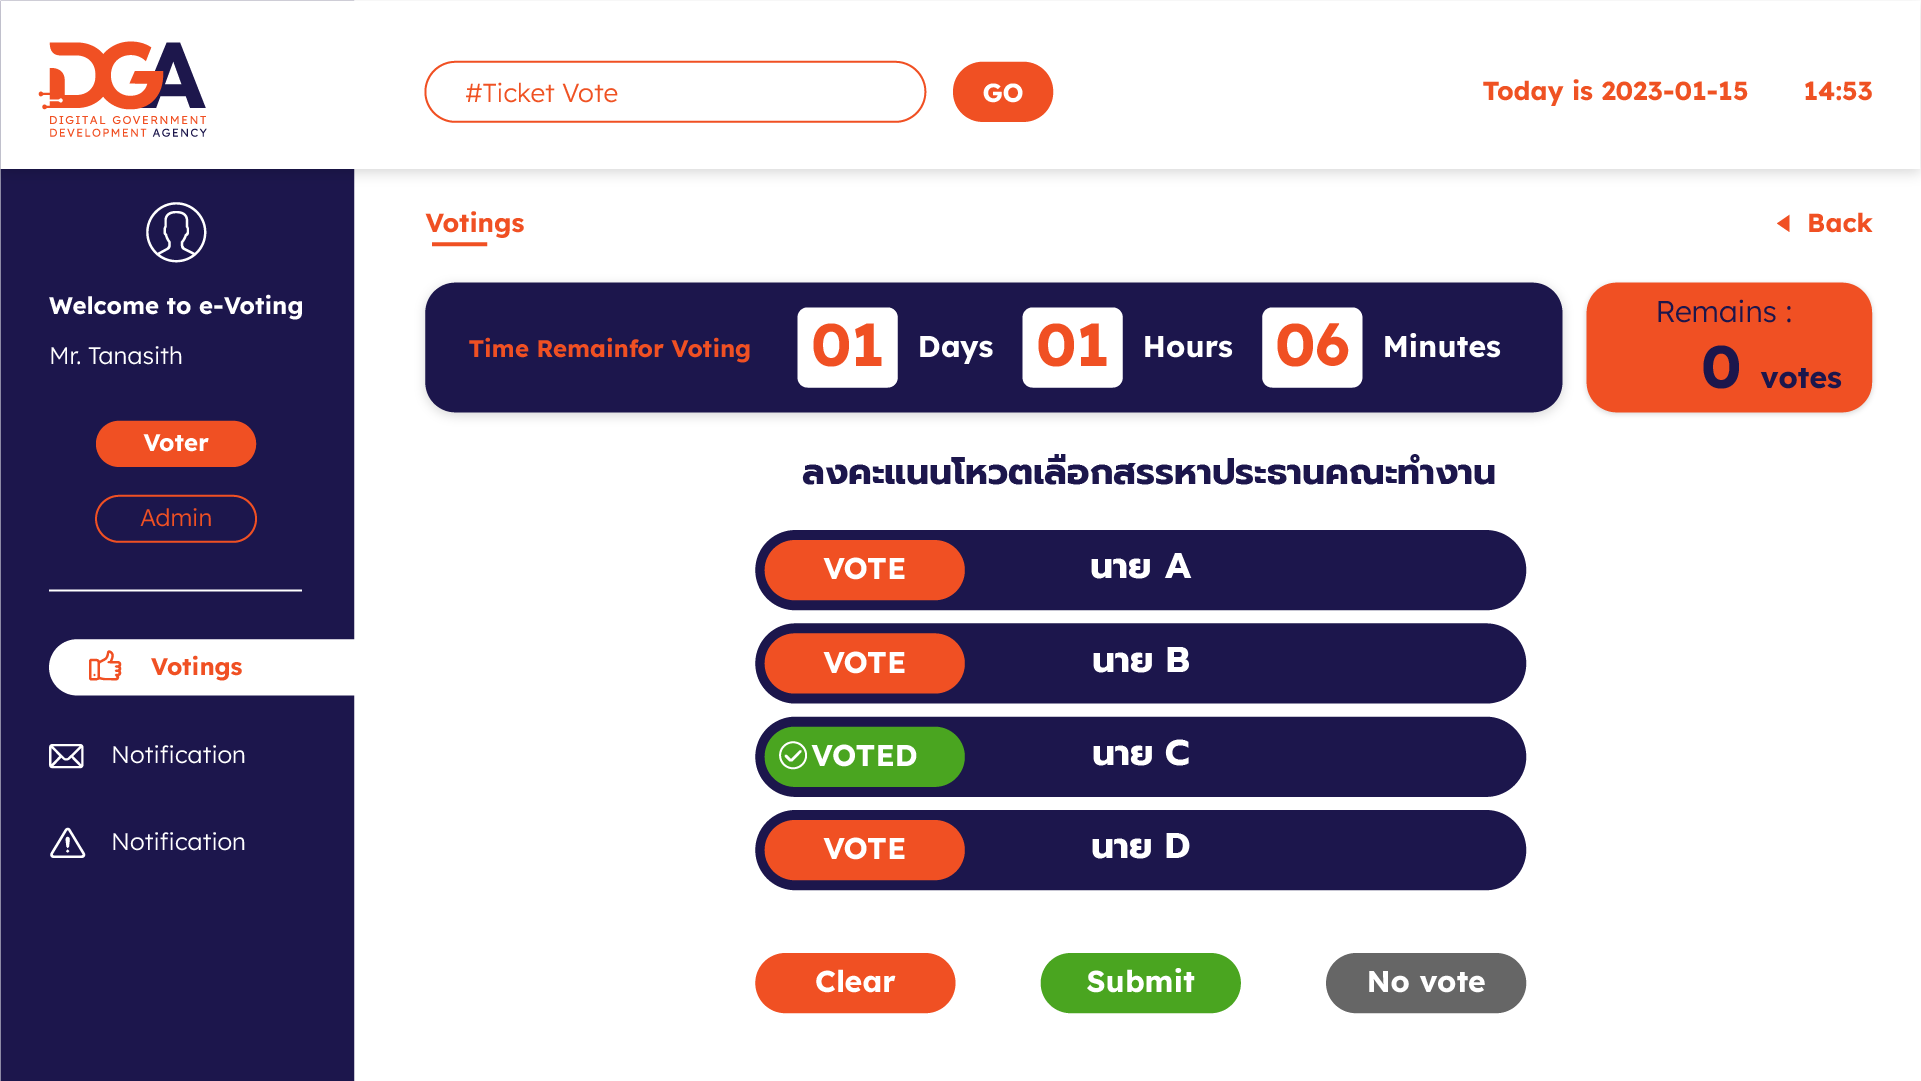 DGA
DIGITAL GOVERNMENT
DEVELOPMENT AGENCY
#Ticket Vote
GO
Today is 2023-01-15 14:53
Welcome to e-Voting
Mr. Tanasith
Voter
Admin
Votings
Notification
Notification
Votings
Back
Time Remainfor Voting 01 Days 01 Hours 06 Minutes
Remains :
0 votes
ลงคะแนนโหวตเลือกสรรหาประธานคณะทำงาน
VOTE นาย A
VOTE นาย B
VOTED นาย C
VOTE นาย D
Clear Submit No vote